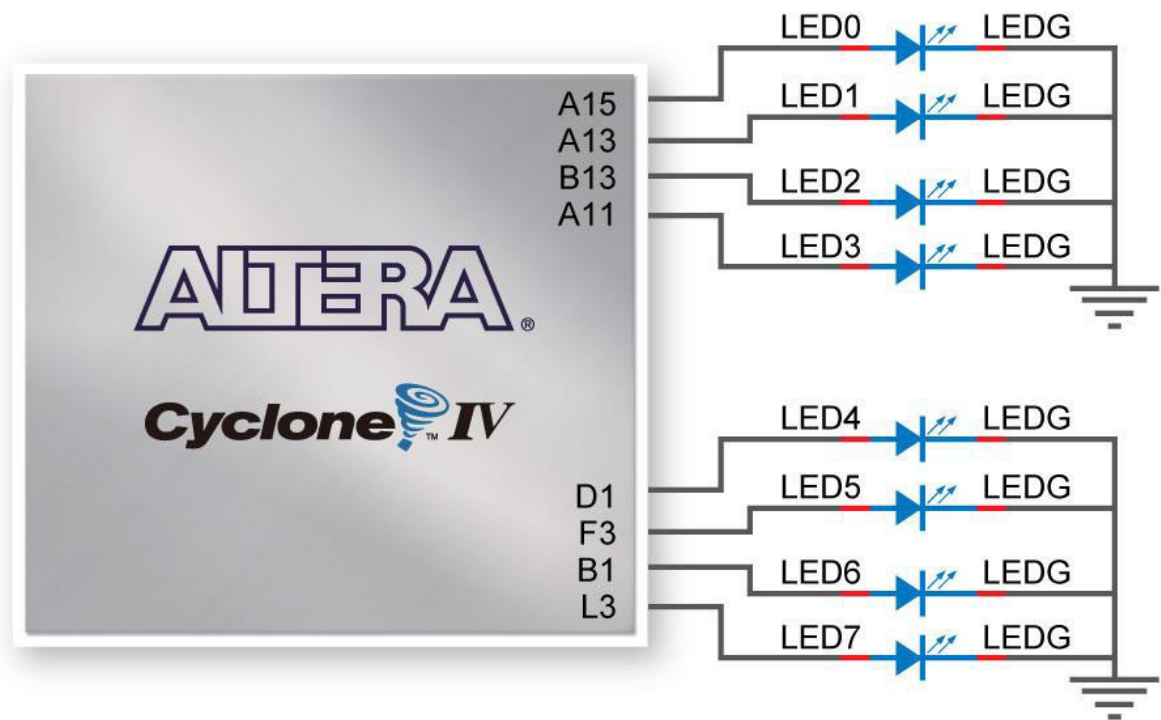 LED0 LEDG
A15
LED1 LEDG
A13
B13
LED2 LEDG
A11
LED3 LEDG
ALTERA®
Cyclone™ IV
LED4 LEDG
D1
LED5 LEDG
F3
B1
LED6 LEDG
L3
LED7 LEDG